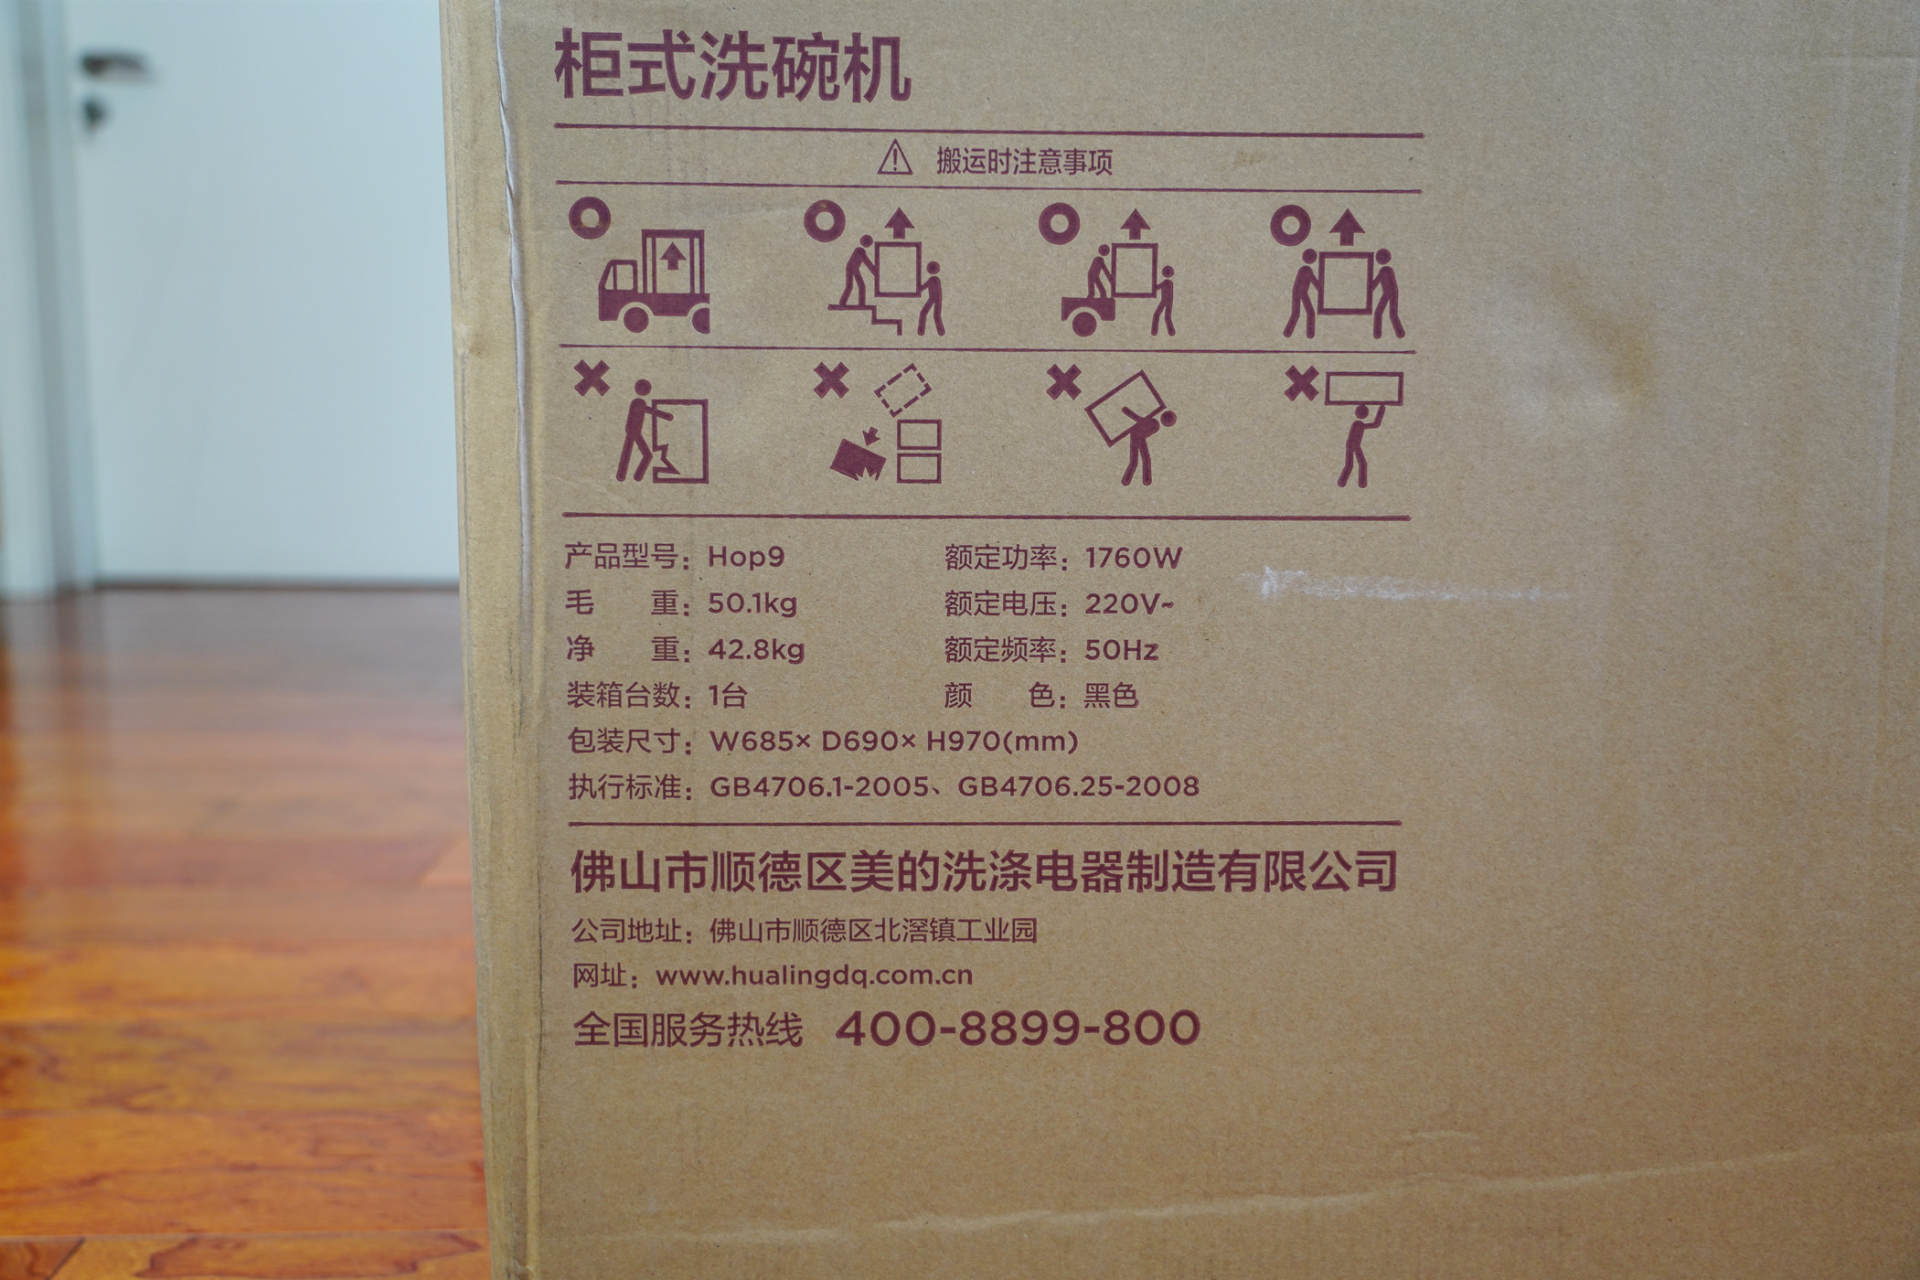 柜式洗碗机
搬运时注意事项
产品型号：Hop9 额定功率：1760W
毛 重：50.1kg 额定电压：220V~
净 重：42.8kg 额定频率：50Hz
装箱台数：1台 颜 色：黑色
包装尺寸：W685× D690× H970(mm)
执行标准：GB4706.1-2005、GB4706.25-2008
佛山市顺德区美的洗涤电器制造有限公司
公司地址：佛山市顺德区北滘镇工业园
网址：www.hualingdq.com.cn
全国服务热线 400-8899-800